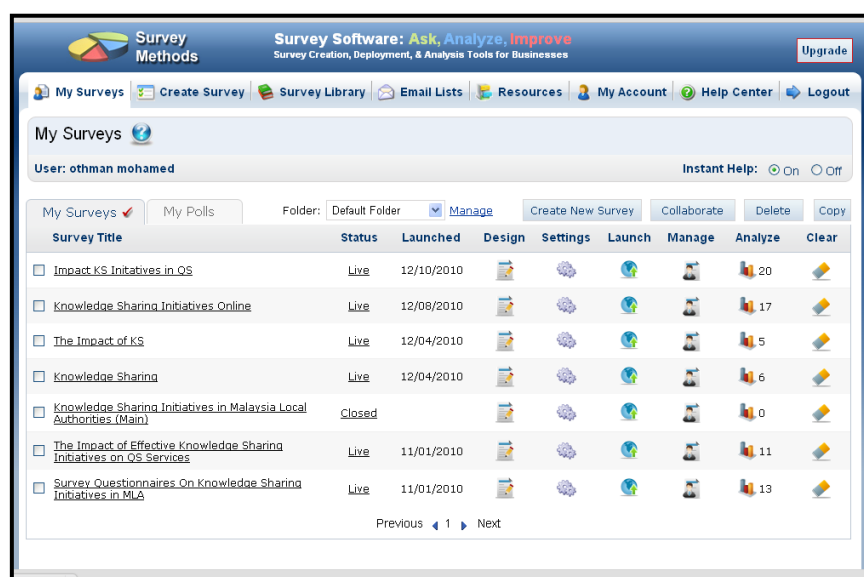 Survey
Methods
Survey Software: Ask, Analyze, Improve
Survey Creation, Deployment, & Analysis Tools for Businesses
Upgrade
My Surveys Create Survey Survey Library Email Lists Resources My Account Help Center Logout
My Surveys
User: othman mohamed Instant Help: On Off
My Surveys My Polls Folder: Default Folder Manage Create New Survey Collaborate Delete Copy
Survey Title Status Launched Design Settings Launch Manage Analyze Clear
Impact KS Initatives in QS Live 12/10/2010 20
Knowledge Sharing Initiatives Online Live 12/08/2010 17
The Impact of KS Live 12/04/2010 5
Knowledge Sharing Live 12/04/2010 6
Knowledge Sharing Initiatives in Malaysia Local
Authorities (Main) Closed 0
The Impact of Effective Knowledge Sharing
Initiatives on QS Services Live 11/01/2010 11
Survey Questionnaires On Knowledge Sharing
Initiatives in MLA Live 11/01/2010 13
Previous 1 Next